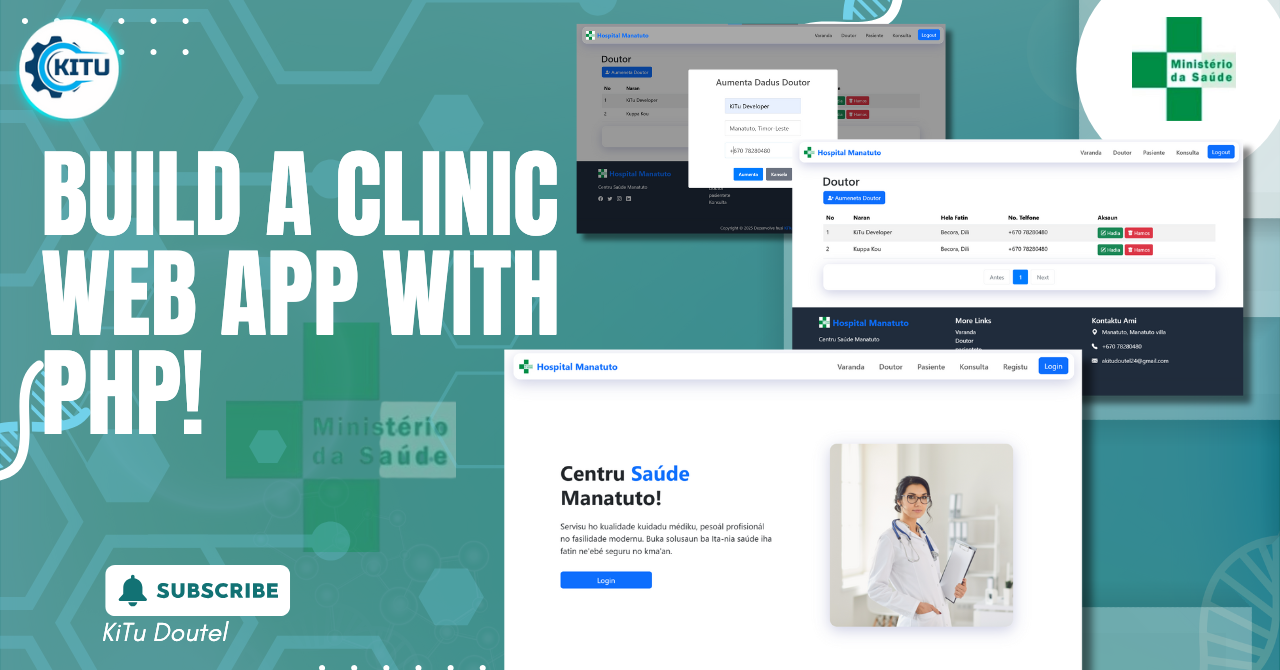 KITU
BUILD A CLINIC
WEB APP WITH
PHP!
Ministério
da Saúde
SUBSCRIBE
KiTu Doutel
Hospital Manatuto
Varanda Doutor Pasiente Konsulta Logout
Doutor
Aumeneta Doutor
No Naran
1 KiTu Developer
2 Kuppa Kou
Hamos
Hamos
Aumenta Dadus Doutor
KiTu Developer
Manatuto, Timor-Leste
+670 78280480
Aumenta Konsela
Hospital Manatuto
Centru Saúde Manatuto
Konsulta
Ministério
da Saúde
Hospital Manatuto
Varanda Doutor Pasiente Konsulta Logout
Doutor
Aumeneta Doutor
No Naran Hela Fatin No. Telfone Aksaun
1 KiTu Developer Becora, Dili +670 78280480 Hadia Hamos
2 Kuppa Kou Becora, Dili +670 78280480 Hadia Hamos
Antes 1 Next
Hospital Manatuto
Centru Saúde Manatuto
More Links
Varanda
Doutor
Kontaktu Ami
Manatuto, Manatuto villa
+670 78280480
akitudoutel24@gmail.com
Hospital Manatuto
Varanda Doutor Pasiente Konsulta Registu Login
Centru Saúde
Manatuto!
Servisu ho kualidade kuidadu médiku, pesoál profisionál
no fasilidade modernu. Buka solusaun ba Ita-nia saúde iha
fatin ne'ebé seguru no kma'an.
Login